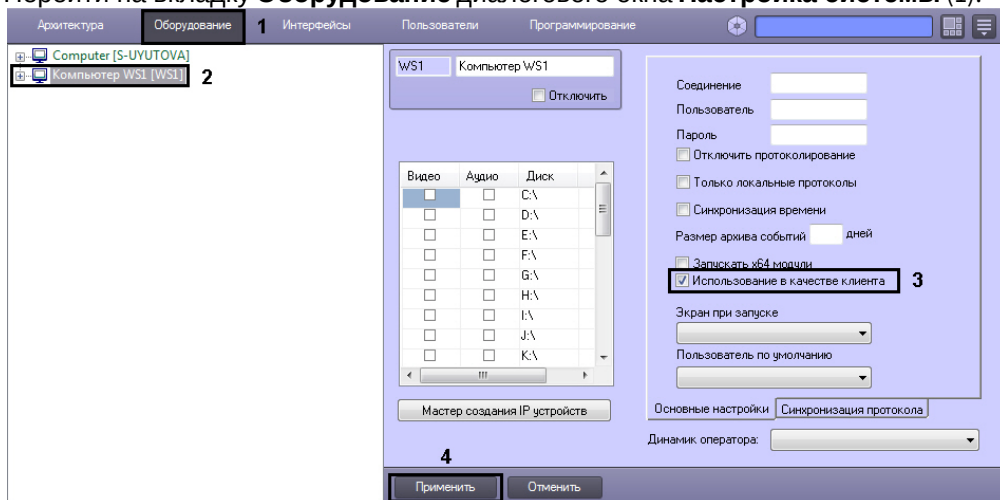 Перейти на вкладку Оборудование диалогового окна Настройка системы (1).
Архитектура Оборудование 1 Интерфейсы Пользователи Программирование
Computer [S-UYUTOVA]
Компьютер WS1 [WS1] 2
WS1 Компьютер WS1
Отключить
Видео Аудио Диск
C:\
D:\
E:\
F:\
G:\
H:\
I:\
J:\
K:\
Мастер создания IP устройств
Соединение
Пользователь
Пароль
Отключить протоколирование
Только локальные протоколы
Синхронизация времени
Размер архива событий дней
Запускать x64 модули
Использование в качестве клиента 3
Экран при запуске
Пользователь по умолчанию
Основные настройки Синхронизация протокола
Динамик оператора:
4
Применить Отменить